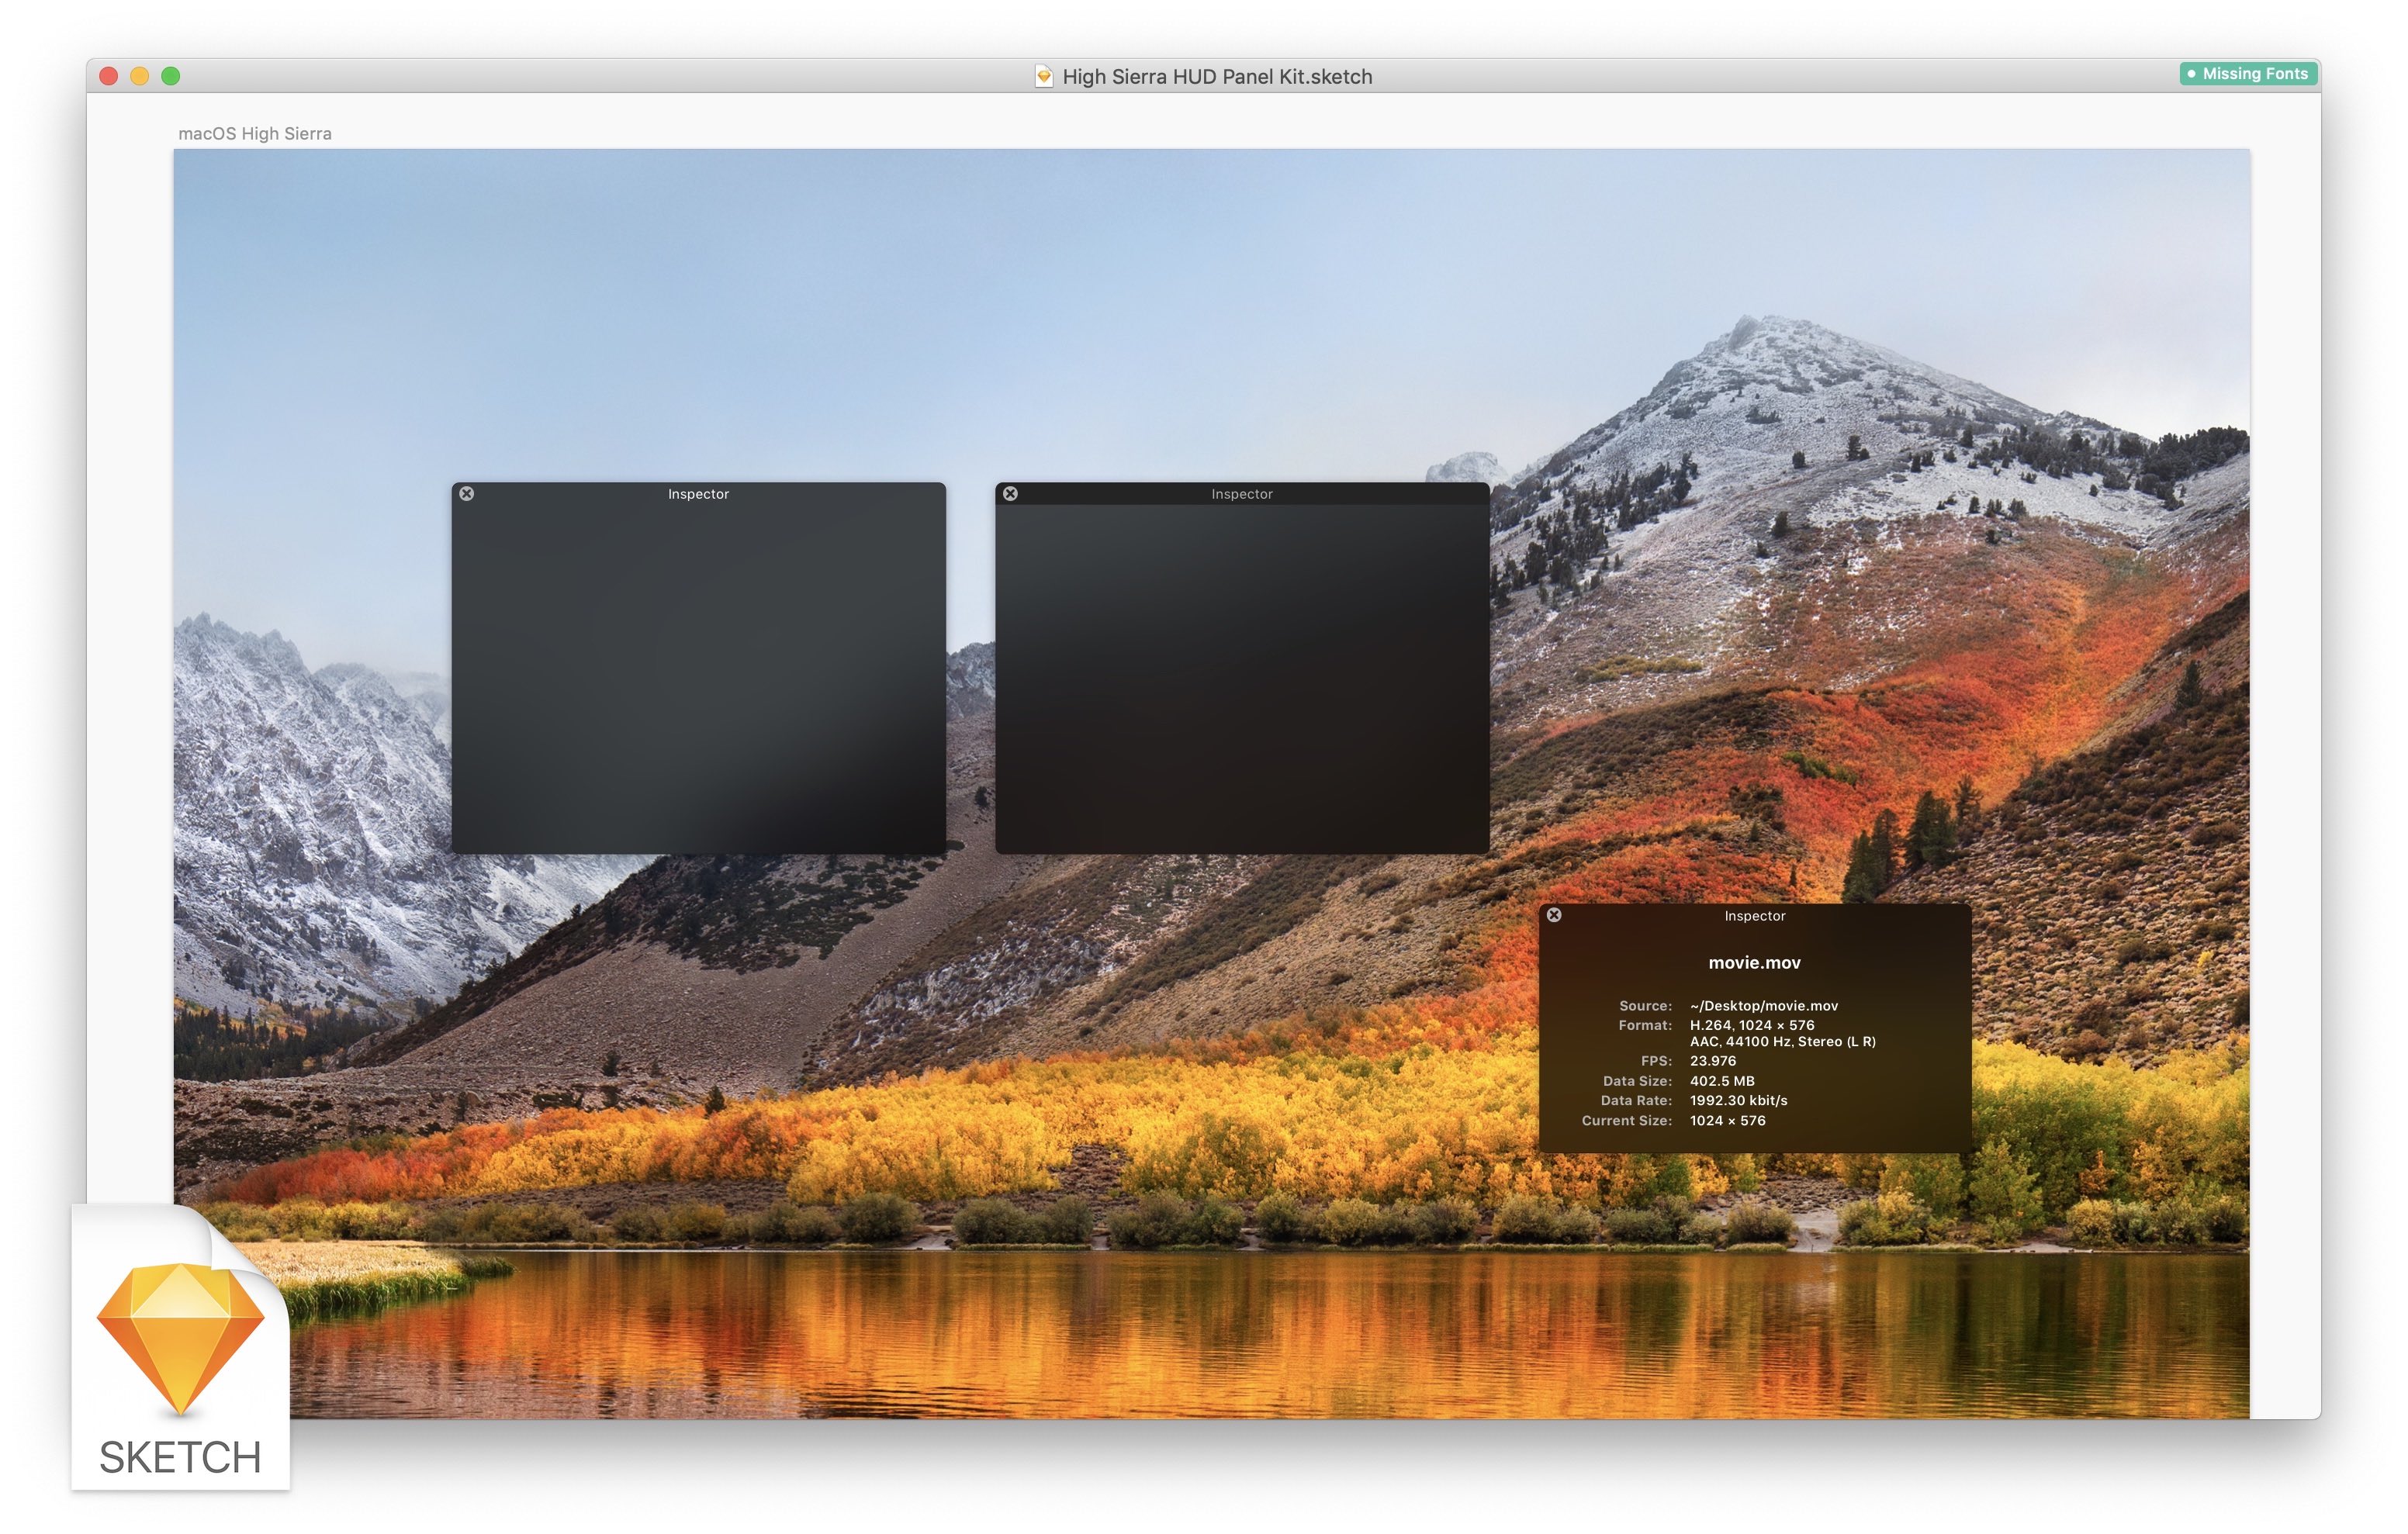 High Sierra HUD Panel Kit.sketch
Missing Fonts
macOS High Sierra
Inspector
Inspector
Inspector
movie.mov
Source: ~/Desktop/movie.mov
Format: H.264, 1024 × 576
AAC, 44100 Hz, Stereo (L R)
FPS: 23.976
Data Size: 402.5 MB
Data Rate: 1992.30 kbit/s
Current Size: 1024 × 576
SKETCH